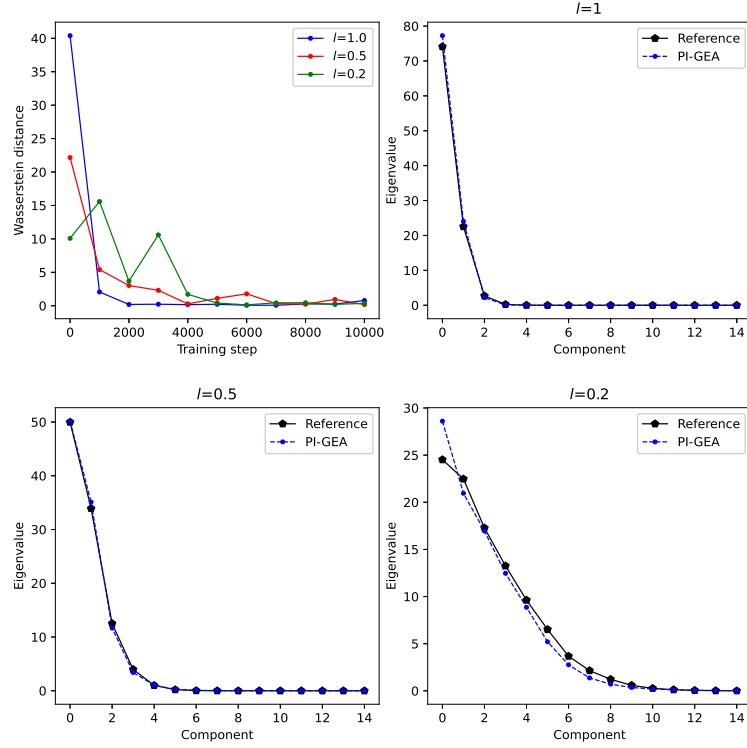 l=1.0
l=0.5
l=0.2
Wasserstein distance
40
35
30
25
20
15
10
5
0
0 2000 4000 6000 8000 10000
Training step
l=1
Reference
PI-GEA
Eigenvalue
80
70
60
50
40
30
20
10
0
0 2 4 6 8 10 12 14
Component
l=0.5
Reference
PI-GEA
Eigenvalue
50
40
30
20
10
0
0 2 4 6 8 10 12 14
Component
l=0.2
Reference
PI-GEA
Eigenvalue
30
25
20
15
10
5
0
0 2 4 6 8 10 12 14
Component